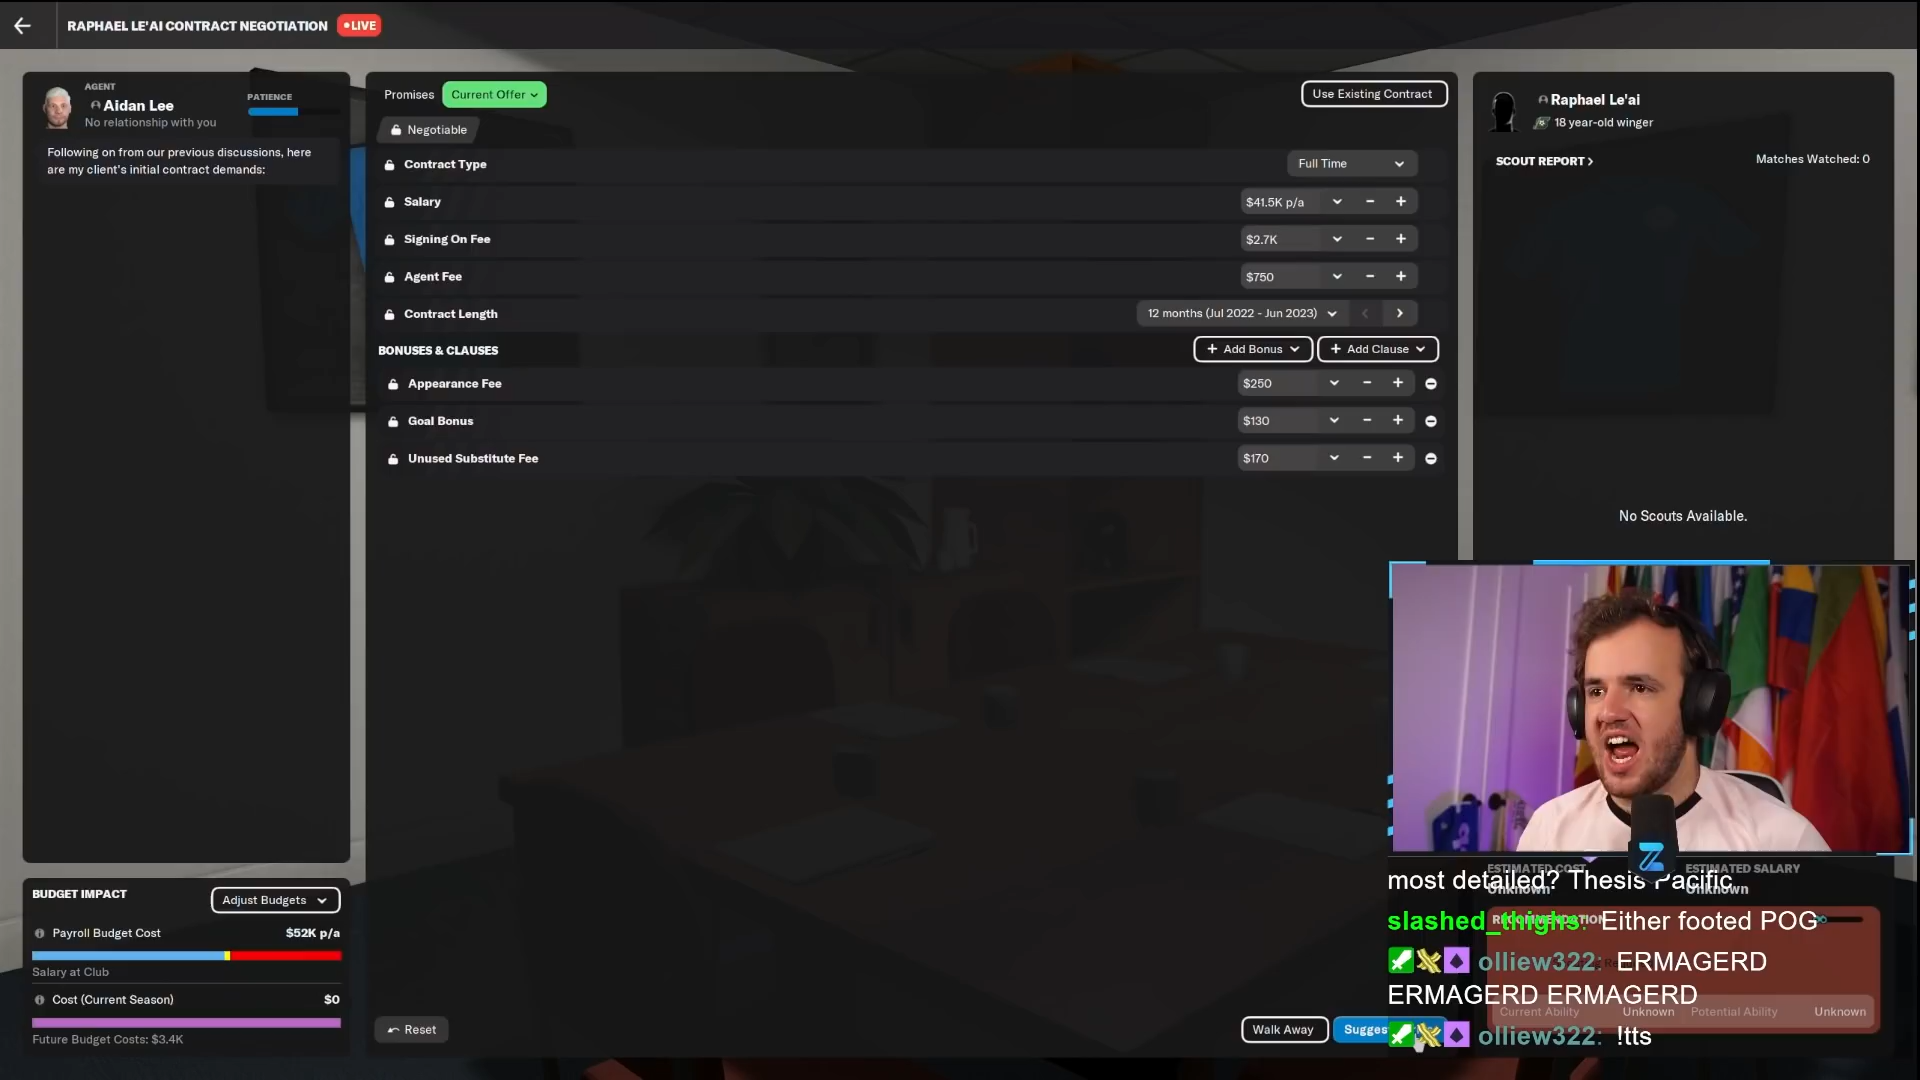 RAPHAEL LE'AI CONTRACT NEGOTIATION
LIVE
AGENT
Aidan Lee
No relationship with you
PATIENCE
Following on from our previous discussions, here
are my client's initial contract demands:
Promises
Current Offer
Use Existing Contract
Negotiable
Contract Type
Full Time
Salary
$41.5K p/a
Signing On Fee
$2.7K
Agent Fee
$750
Contract Length
12 months (Jul 2022 - Jun 2023)
BONUSES & CLAUSES
+ Add Bonus
+ Add Clause
Appearance Fee
$250
Goal Bonus
$130
Unused Substitute Fee
$170
Raphael Le'ai
18 year-old winger
SCOUT REPORT >
Matches Watched: 0
No Scouts Available.
BUDGET IMPACT
Adjust Budgets
Payroll Budget Cost
$52K p/a
Salary at Club
Cost (Current Season)
$0
Future Budget Costs: $3.4K
Reset
Walk Away
Sugges
ESTIMATED COST
Unknown
ESTIMATED SALARY
Unknown
most detailed? Thesis Pacific
RECOMMENDATION
slashed_thighs: Either footed POG
olliew322: ERMAGERD
ERMAGERD ERMAGERD
Current Ability
Unknown
Potential Ability
Unknown
olliew322: !tts